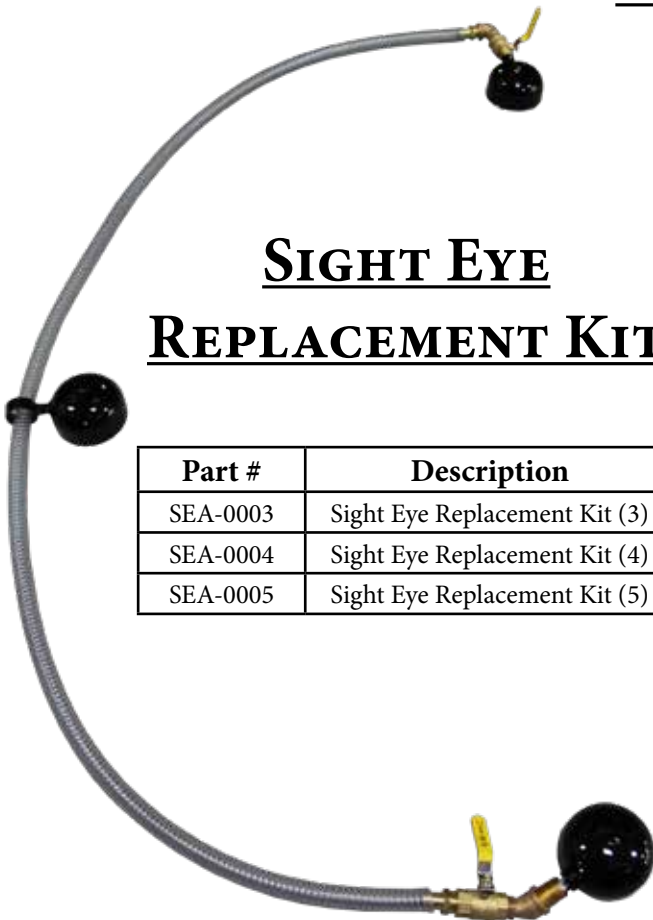 Sight Eye
Replacement Kit
Part # Description
SEA-0003 Sight Eye Replacement Kit (3)
SEA-0004 Sight Eye Replacement Kit (4)
SEA-0005 Sight Eye Replacement Kit (5)